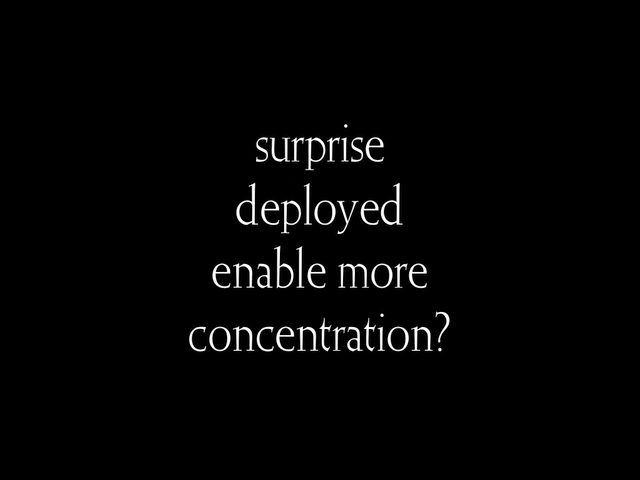 surprise
deployed
enable more
concentration?